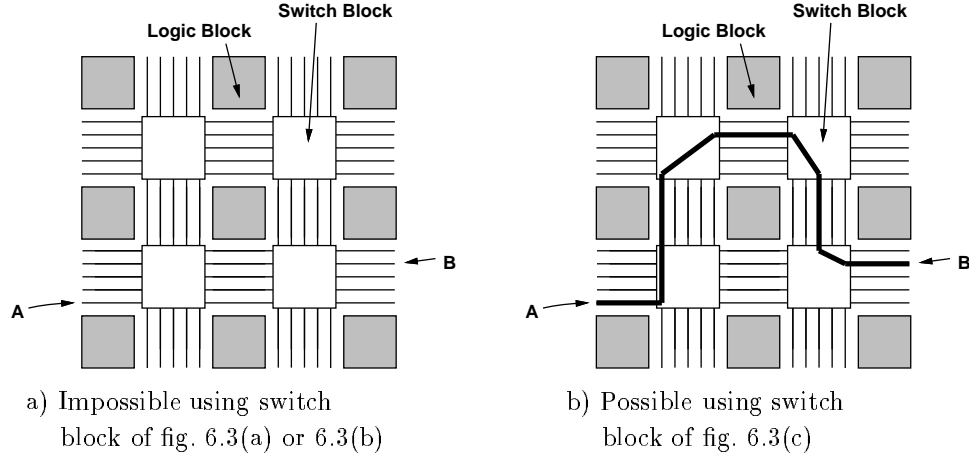 Switch Block
Logic Block
B
A
a) Impossible using switch
block of fig. 6.3(a) or 6.3(b)
Switch Block
Logic Block
B
A
b) Possible using switch
block of fig. 6.3(c)